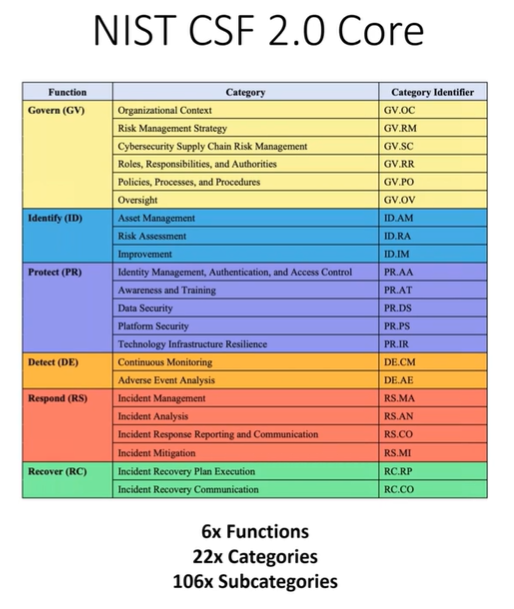 NIST CSF 2.0 Core
Function Category Category Identifier
Govern (GV) Organizational Context GV.OC
Risk Management Strategy GV.RM
Cybersecurity Supply Chain Risk Management GV.SC
Roles, Responsibilities, and Authorities GV.RR
Policies, Processes, and Procedures GV.PO
Oversight GV.OV
Identify (ID) Asset Management ID.AM
Risk Assessment ID.RA
Improvement ID.IM
Protect (PR) Identity Management, Authentication, and Access Control PR.AA
Awareness and Training PR.AT
Data Security PR.DS
Platform Security PR.PS
Technology Infrastructure Resilience PR.IR
Detect (DE) Continuous Monitoring DE.CM
Adverse Event Analysis DE.AE
Respond (RS) Incident Management RS.MA
Incident Analysis RS.AN
Incident Response Reporting and Communication RS.CO
Incident Mitigation RS.MI
Recover (RC) Incident Recovery Plan Execution RC.RP
Incident Recovery Communication RC.CO
6x Functions
22x Categories
106x Subcategories